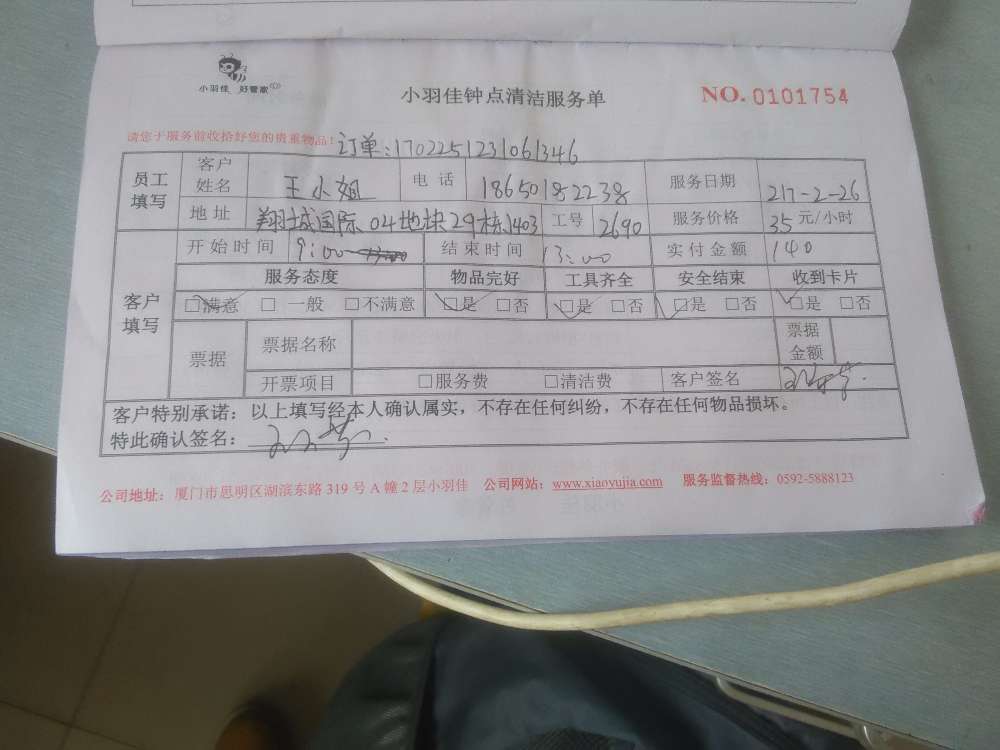 小羽佳 好管家
小羽佳钟点清洁服务单
NO. 0101754
请您于服务前收拾好您的贵重物品！
订单:1702251231061346
员工填写 客户姓名 王小姐 电话 18650182238 服务日期 217-2-26
地址 翔城国际04地块29栋1403 工号 2690 服务价格 35元/小时
客户填写 开始时间 9:00 结束时间 13:00 实付金额 140
服务态度 物品完好 工具齐全 安全结束 收到卡片
□满意 □ 一般 □不满意 □是 □否 □是 □否 □是 □否 □是 □否
票据 票据名称 票据金额
开票项目 □服务费 □清洁费 客户签名
客户特别承诺：以上填写经本人确认属实，不存在任何纠纷，不存在任何物品损坏。
特此确认签名：
公司地址：厦门市思明区湖滨东路 319 号 A 幢 2 层小羽佳 公司网站：www.xiaoyujia.com 服务监督热线：0592-5888123